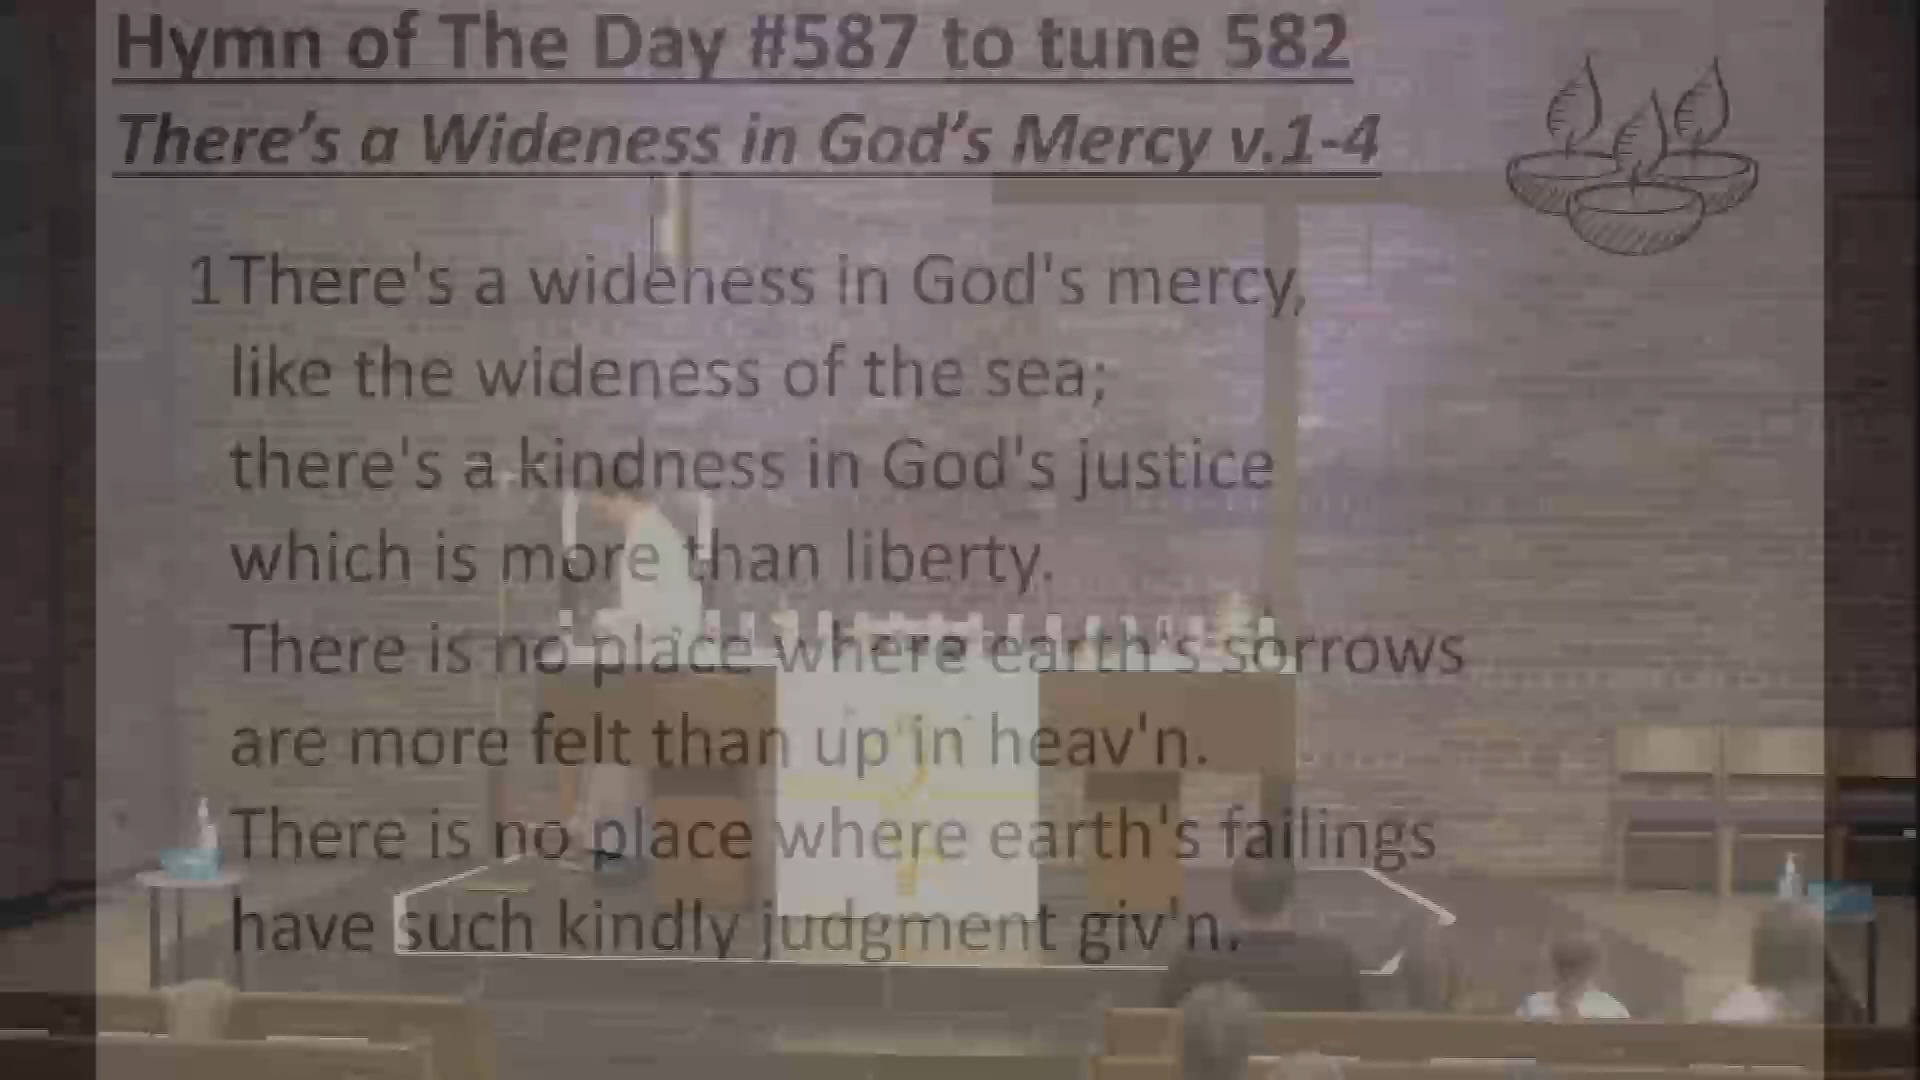 Hymn of The Day #587 to tune 582
There’s a Wideness in God’s Mercy v.1-4
1There's a wideness in God's mercy,
like the wideness of the sea;
there's a kindness in God's justice
which is more than liberty.
There is no place where earth's sorrows
are more felt than up in heav'n.
There is no place where earth's failings
have such kindly judgment giv'n.